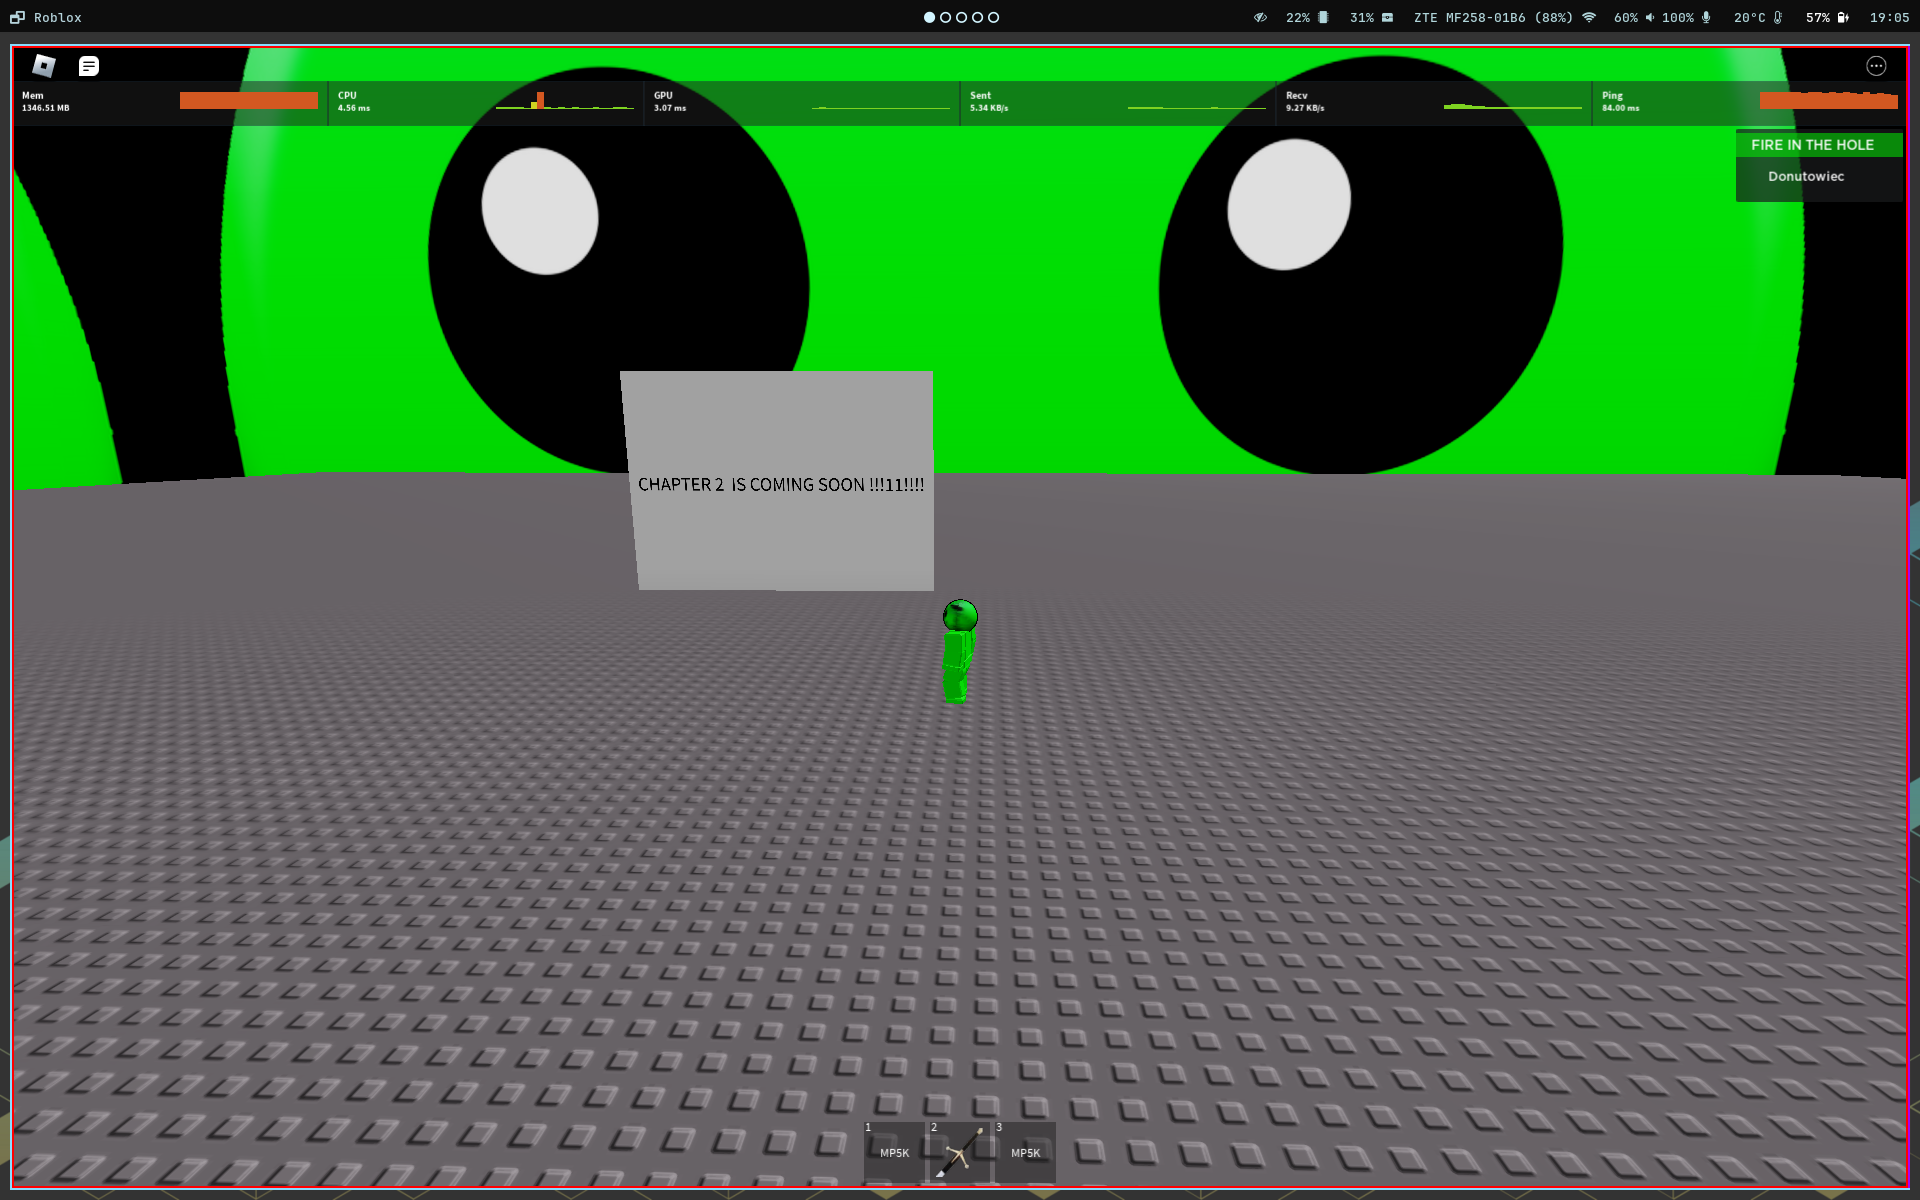 Roblox
22% 31% ZTE MF258-01B6 (88%) 60% 100% 20°C 57% 19:05
Mem CPU GPU Sent Recv Ping
1346.51 MB 4.56 ms 3.07 ms 5.34 KB/s 9.27 KB/s 84.00 ms
FIRE IN THE HOLE
Donutowiec
CHAPTER 2 IS COMING SOON !!!11!!!!
1 2 3
MP5K MP5K